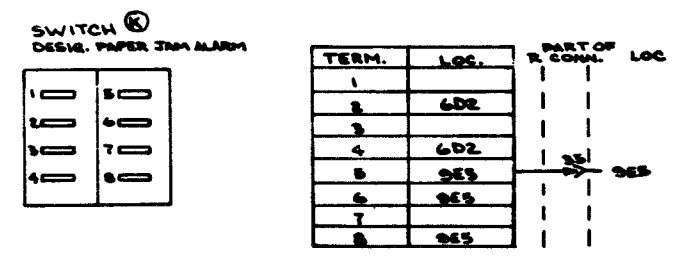 SWITCH K
DESIG. PAPER JAM ALARM
1 5
2 6
3 7
4 8
TERM. LOC.
1
2 6D2
3
4 6D2
5 9E5
6 9E5
7
8 9E5
PART OF
R CONN. LOC
35 9E5